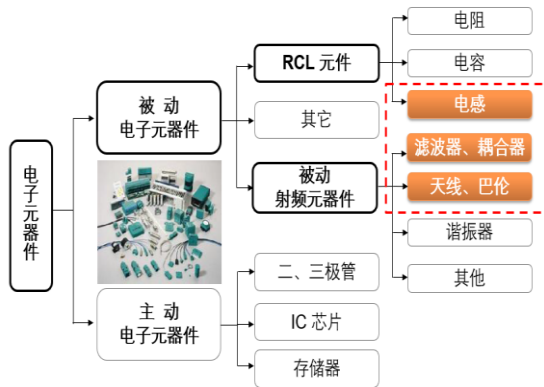 电阻
RCL 元件
电容
被 动
电子元器件
电感
其它
滤波器、耦合器
被动
射频元器件
天线、巴伦
电子元器件
谐振器
二、三极管
其他
主 动
电子元器件
IC 芯片
存储器